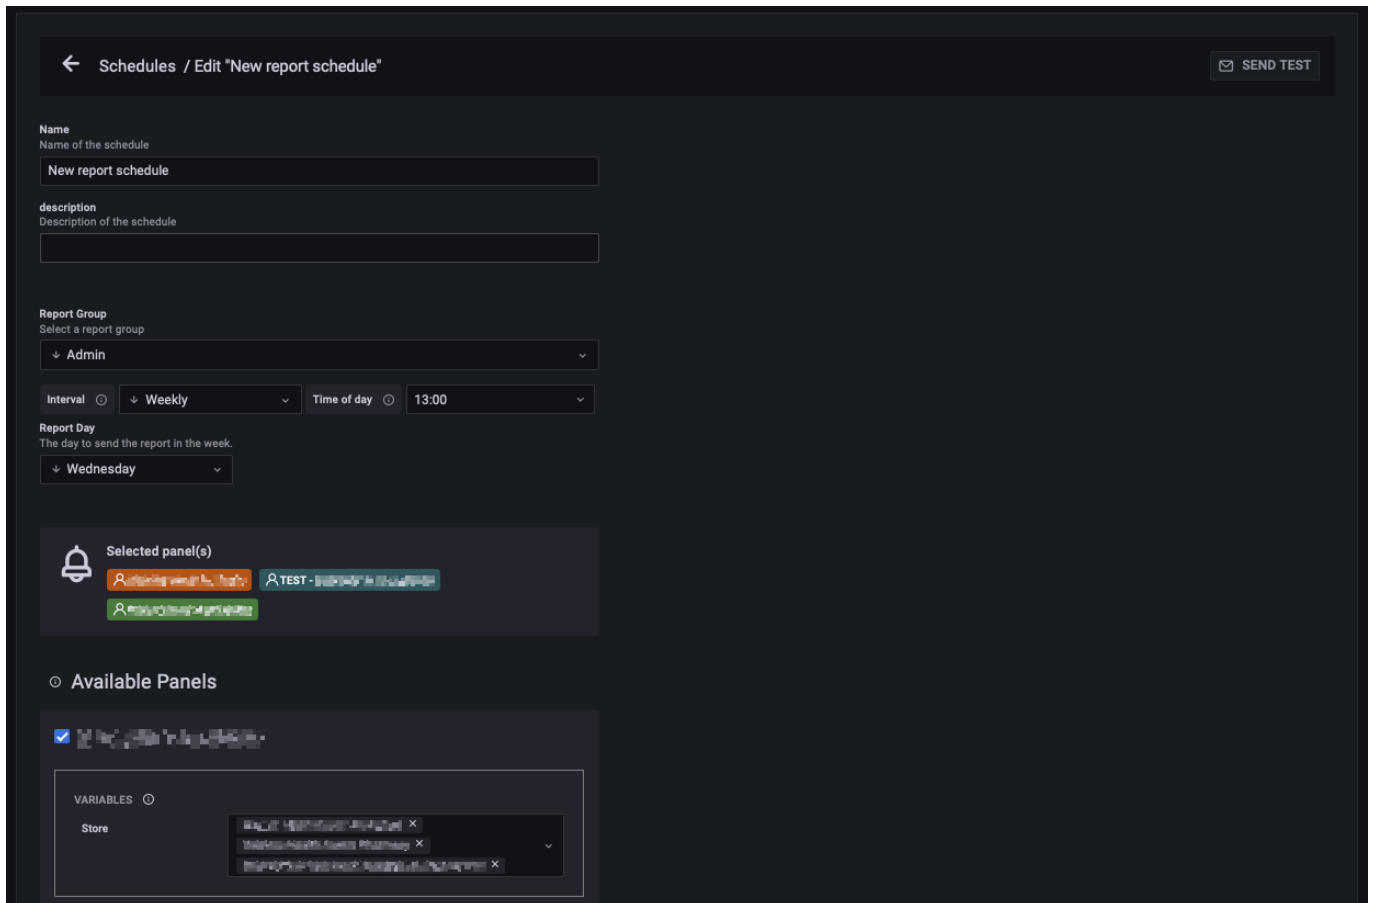 Schedules / Edit "New report schedule"
SEND TEST
Name
Name of the schedule
New report schedule
description
Description of the schedule
Report Group
Select a report group
Admin
Interval Weekly Time of day 13:00
Report Day
The day to send the report in the week.
Wednesday
Selected panel(s)
TEST -
Available Panels
VARIABLES
Store